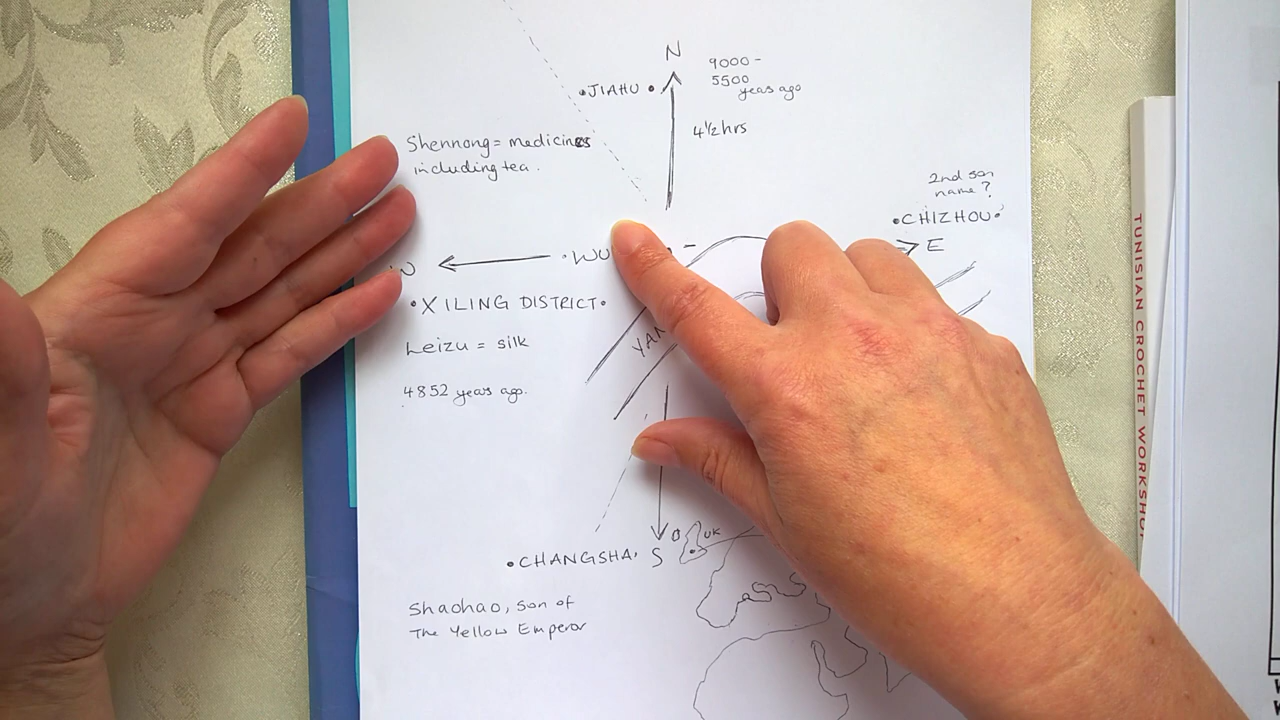 N
9000 -
5500
years ago
JIAHU
4½hrs
Shennong = medicines
including tea.
2nd son
name?
CHIZHOU
E
XILING DISTRICT
Leizu = silk
4852 years ago.
CHANGSHA
S
UK
Shaohao, son of
The Yellow Emperor
TUNISIAN CROCHET WORKSHOP